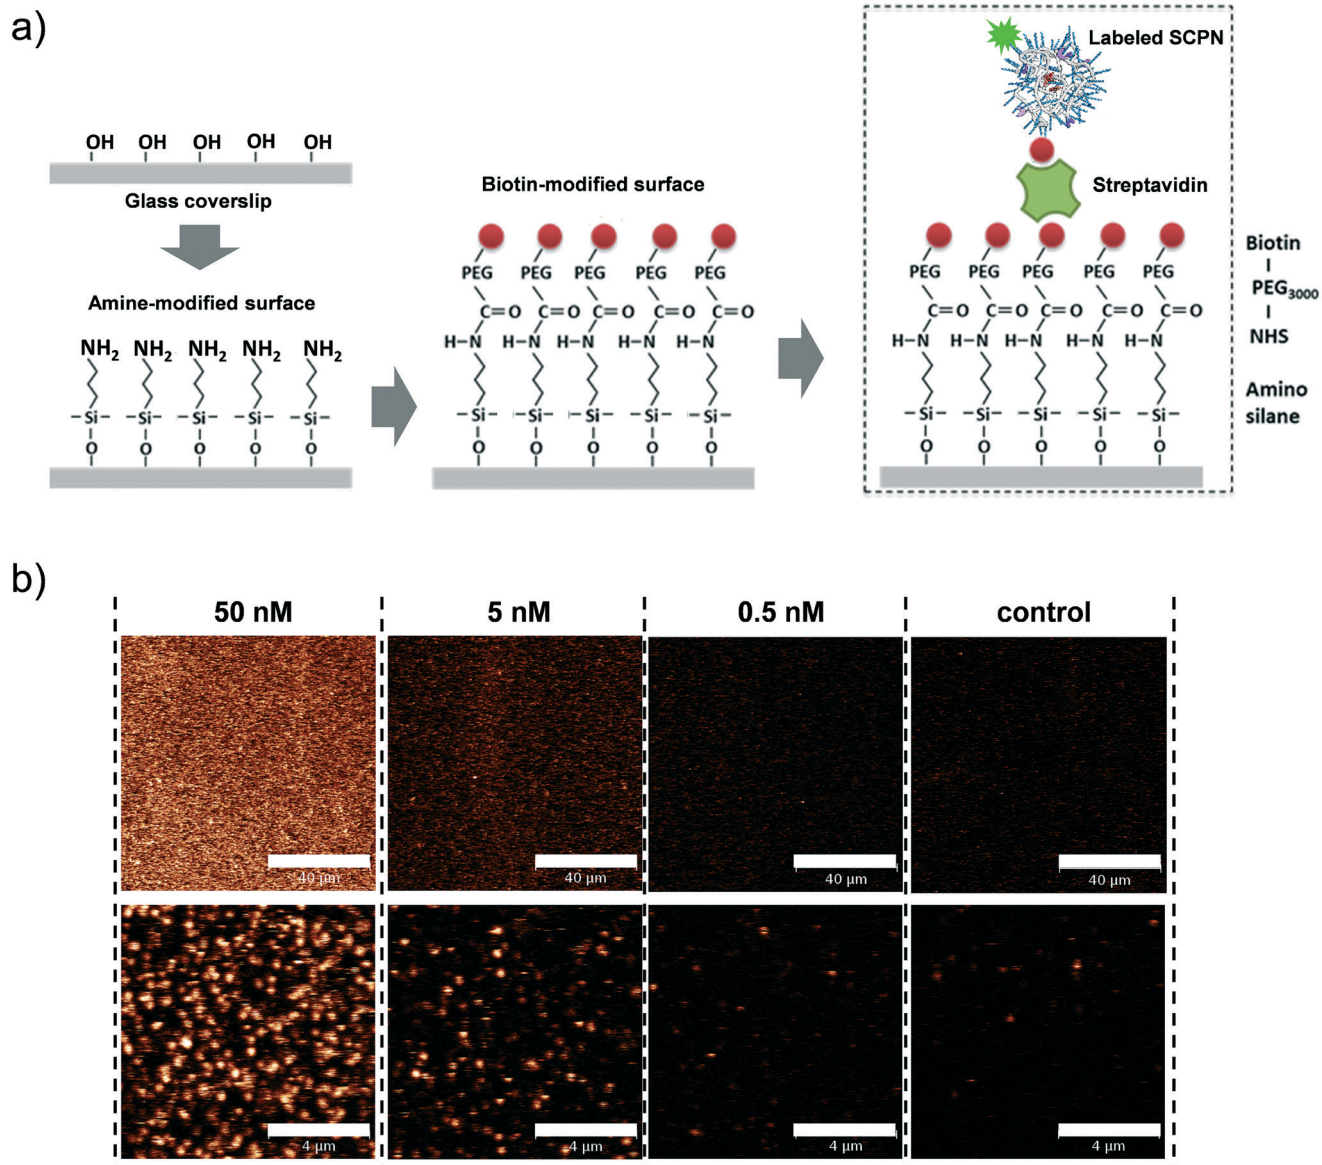 a)
Labeled SCPN
OH OH OH OH OH
Glass coverslip
Biotin-modified surface
Streptavidin
Amine-modified surface
NH2 NH2 NH2 NH2 NH2
Si Si Si Si Si
O O O O O
PEG PEG PEG PEG PEG
C=O C=O C=O C=O C=O
H-N H-N H-N H-N H-N
Si Si Si Si Si
O O O O O
PEG PEG PEG PEG PEG
C=O C=O C=O C=O C=O
H-N H-N H-N H-N H-N
Si Si Si Si Si
O O O O O
Biotin
PEG3000
NHS
Amino
silane
b)
50 nM 5 nM 0.5 nM control
40 µm 40 µm 40 µm 40 µm
4 µm 4 µm 4 µm 4 µm